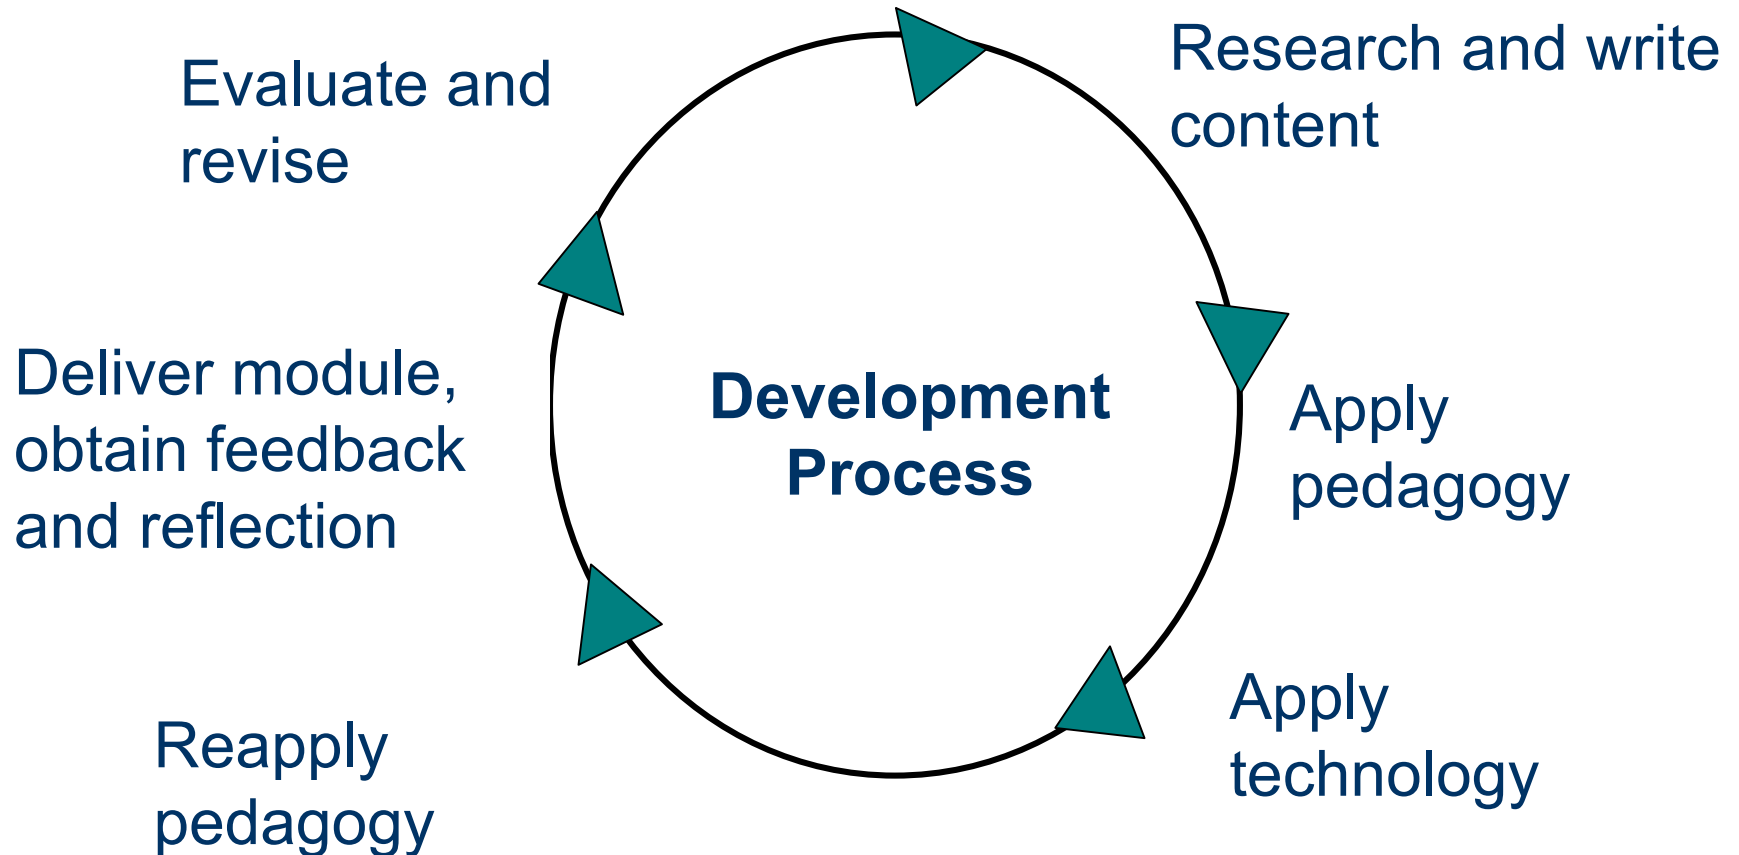 Research and write
content
Apply
pedagogy
Apply
technology
Reapply
pedagogy
Deliver module,
obtain feedback
and reflection
Evaluate and
revise
Development
Process